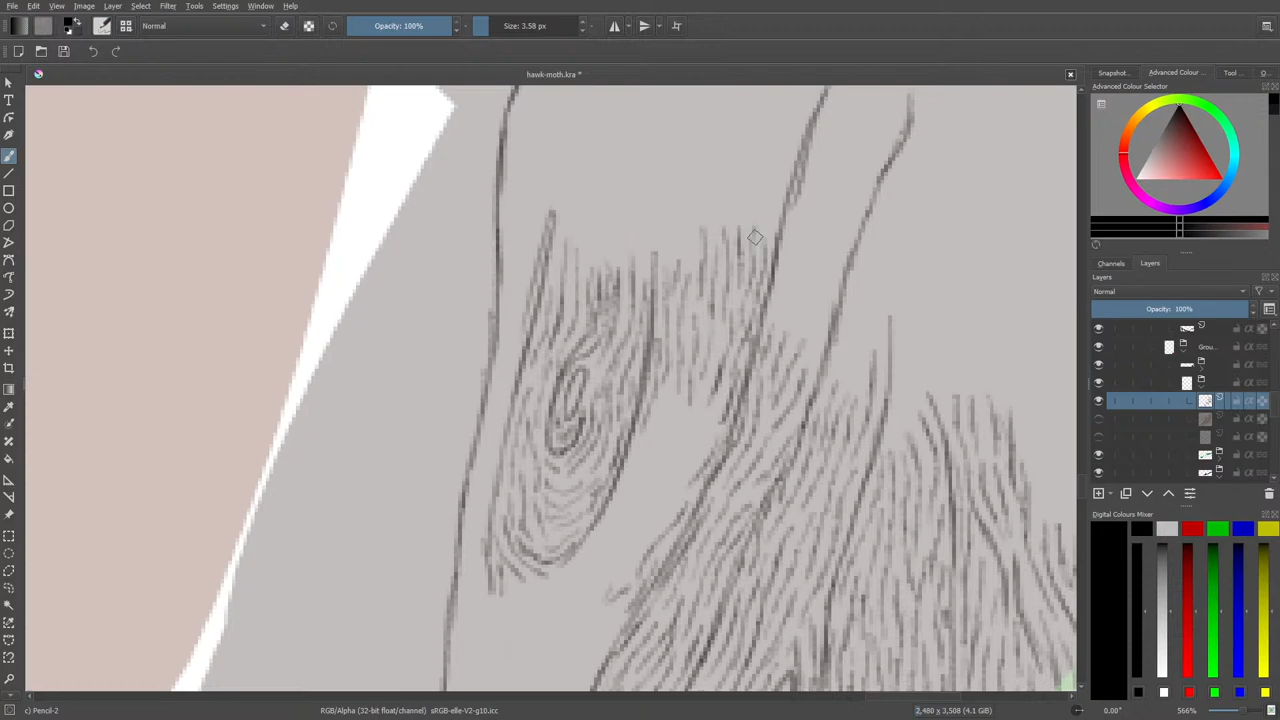 File Edit View Image Layer Select Filter Tools Settings Window Help
Normal Opacity: 100% Size: 3.58 px
hawk-moth.kra *
Snapshot... Advanced Colour ... Tool ... O...
Advanced Colour Selector
Channels Layers
Layers
Normal
Opacity: 100%
Grou...
Digital Colours Mixer
c) Pencil-2 RGB/Alpha (32-bit float/channel) sRGB-elle-V2-g10.icc 2,480 x 3,508 (4.1 GiB) 0.00° 566%